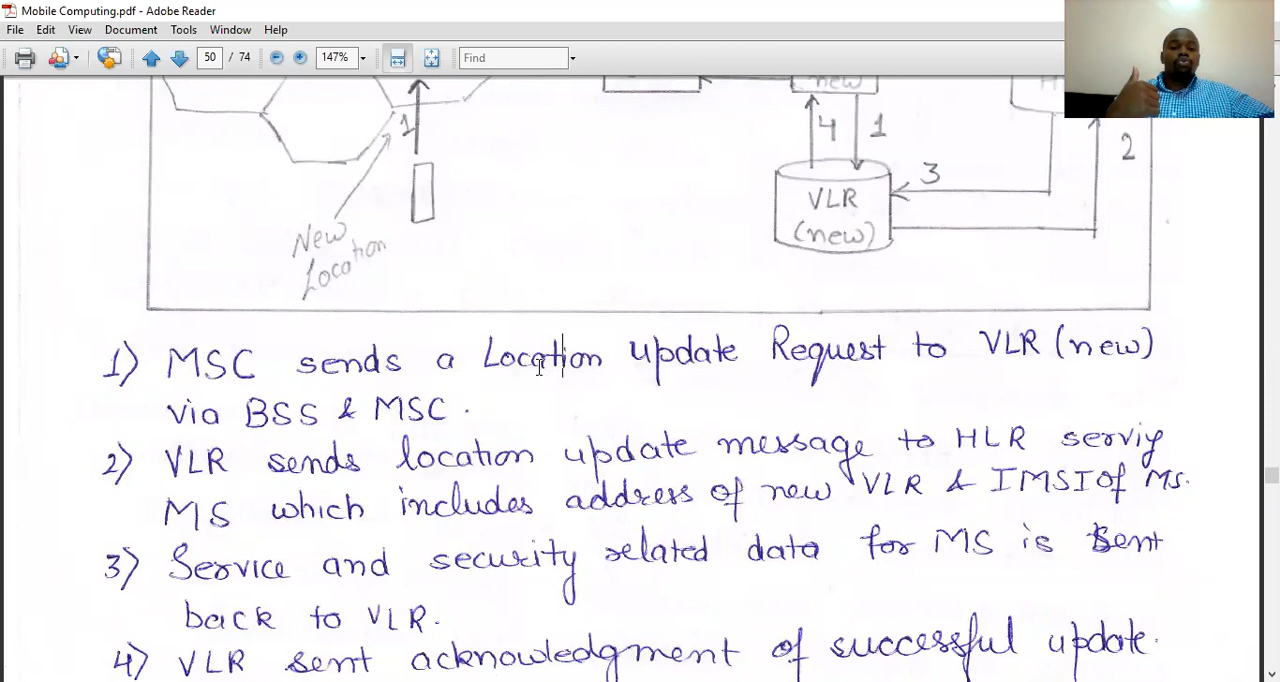 Mobile Computing.pdf - Adobe Reader
File Edit View Document Tools Window Help
50 / 74 147% Find
new
1
4 1
2
3
VLR
(new)
New
Location
1) MSC sends a Location update Request to VLR (new)
via BSS & MSC.
2) VLR sends location update message to HLR serviy
MS which includes address of new VLR & IMSI of MS.
3) Service and security related data for MS is sent
back to VLR.
4) VLR sent acknowledgment of successful update.